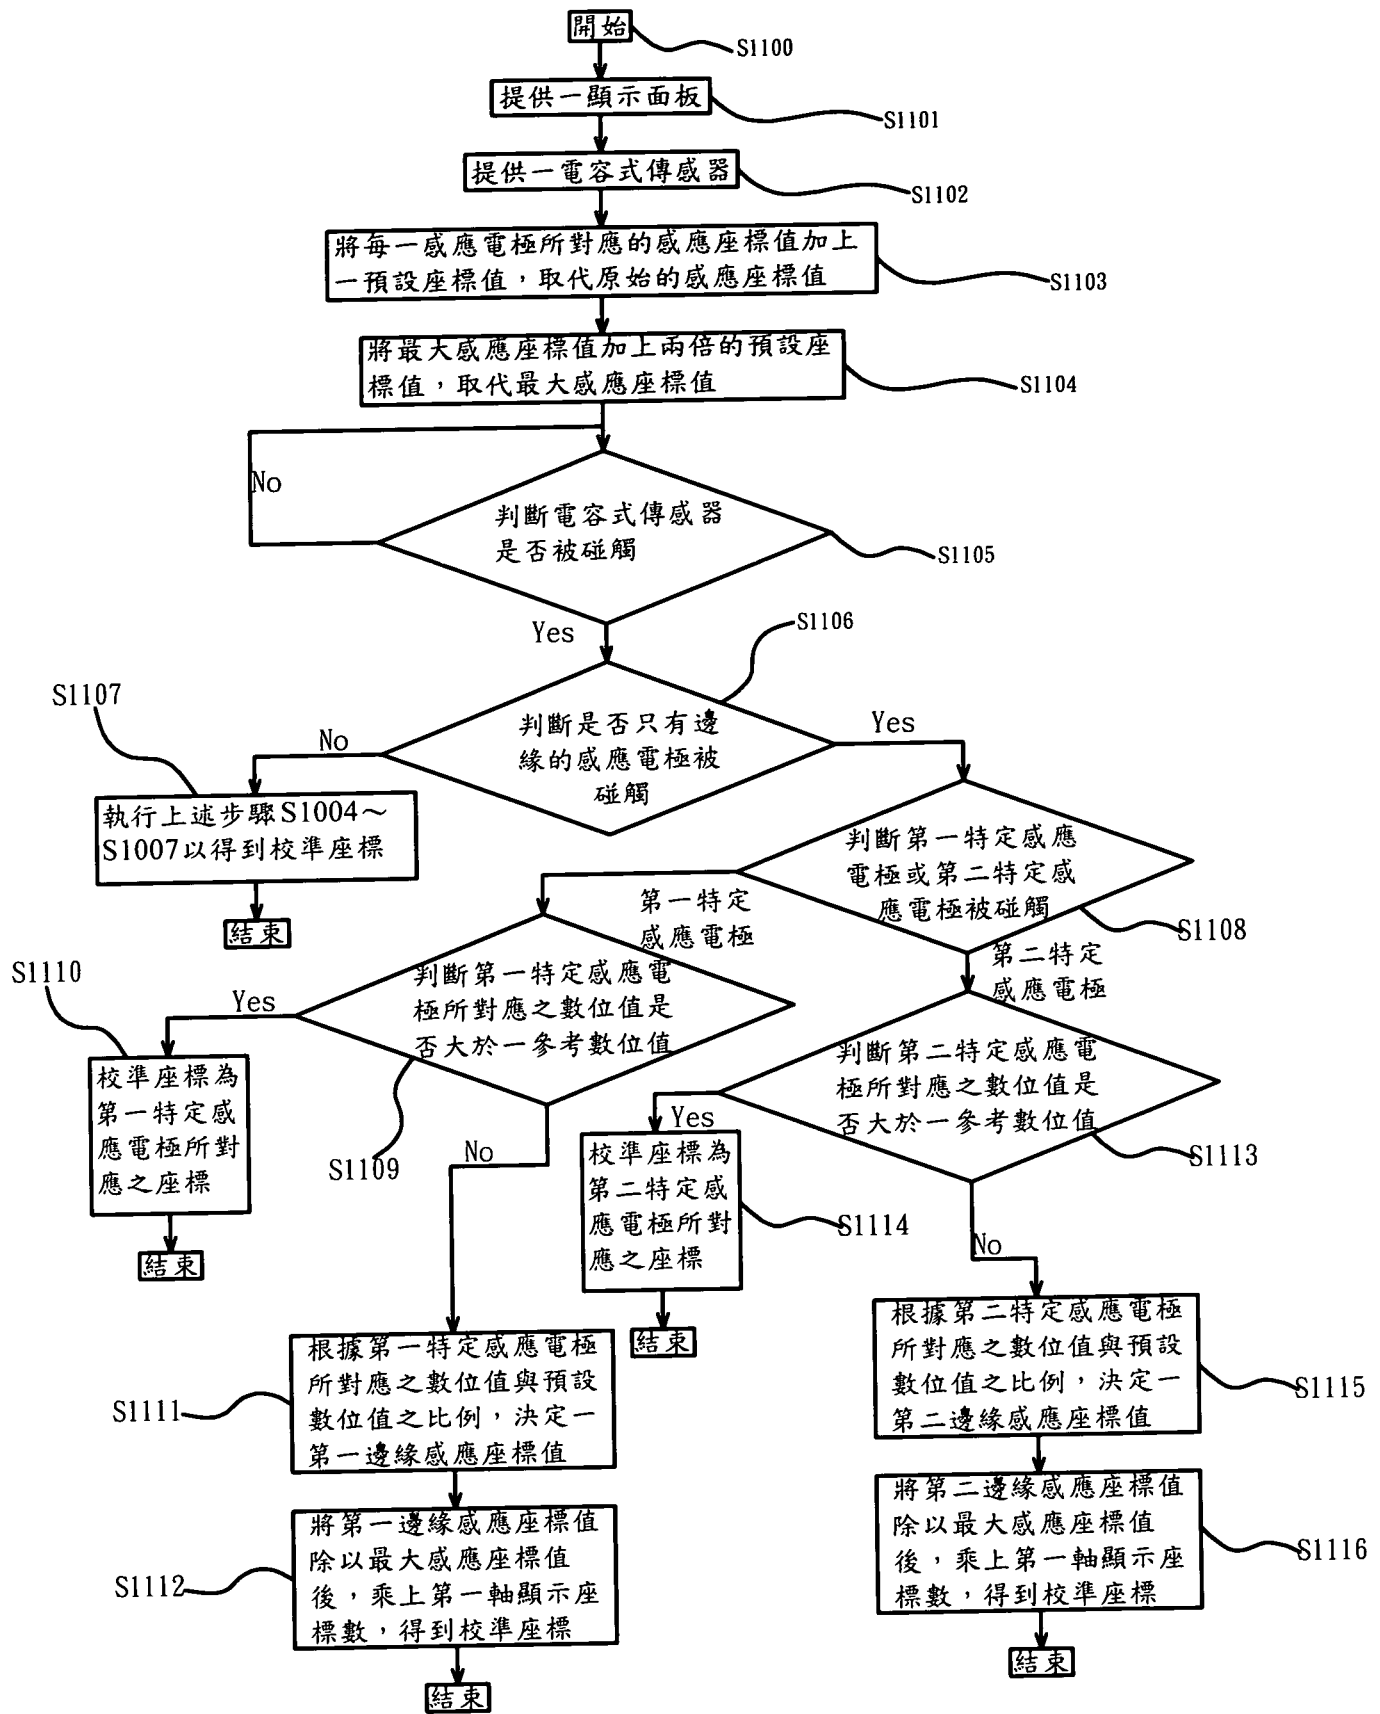 開始
S1100
提供一顯示面板
S1101
提供一電容式傳感器
S1102
將每一感應電極所對應的感應座標值加上
一預設座標值，取代原始的感應座標值
S1103
將最大感應座標值加上兩倍的預設座
標值，取代最大感應座標值
S1104
No
判斷電容式傳感器
是否被碰觸
S1105
Yes
S1106
判斷是否只有邊
緣的感應電極被
碰觸
No
Yes
S1107
執行上述步驟S1004～
S1007以得到校準座標
結束
判斷第一特定感應
電極或第二特定感
應電極被碰觸
S1108
第一特定
感應電極
第二特定
感應電極
判斷第一特定感應電
極所對應之數位值是
否大於一參考數位值
S1109
Yes
S1110
校準座標為
第一特定感
應電極所對
應之座標
結束
No
判斷第二特定感應電
極所對應之數位值是
否大於一參考數位值
S1113
Yes
校準座標為
第二特定感
應電極所對
應之座標
S1114
結束
No
根據第一特定感應電極
所對應之數位值與預設
數位值之比例，決定一
第一邊緣感應座標值
S1111
將第一邊緣感應座標值
除以最大感應座標值
後，乘上第一軸顯示座
標數，得到校準座標
S1112
結束
根據第二特定感應電極
所對應之數位值與預設
數位值之比例，決定一
第二邊緣感應座標值
S1115
將第二邊緣感應座標值
除以最大感應座標值
後，乘上第一軸顯示座
標數，得到校準座標
S1116
結束